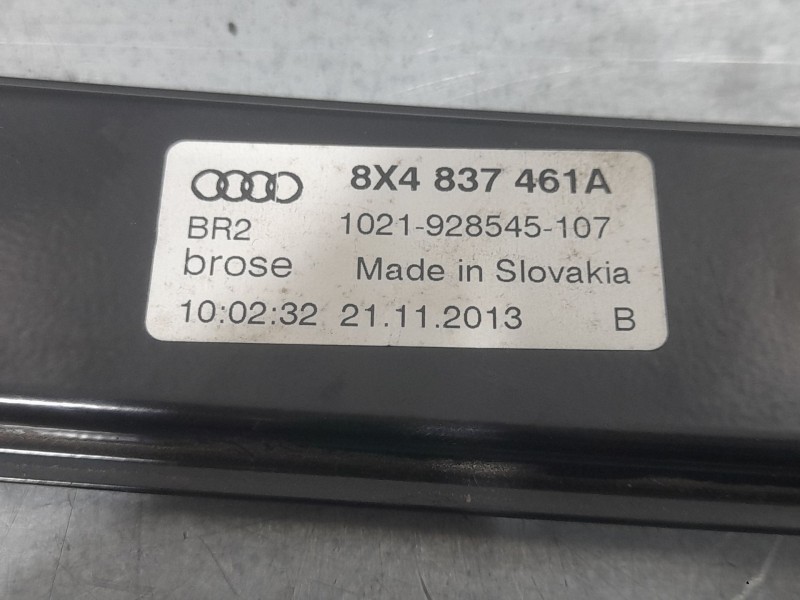 8X4 837 461A
BR2 1021-928545-107
brose Made in Slovakia
10:02:32 21.11.2013 B